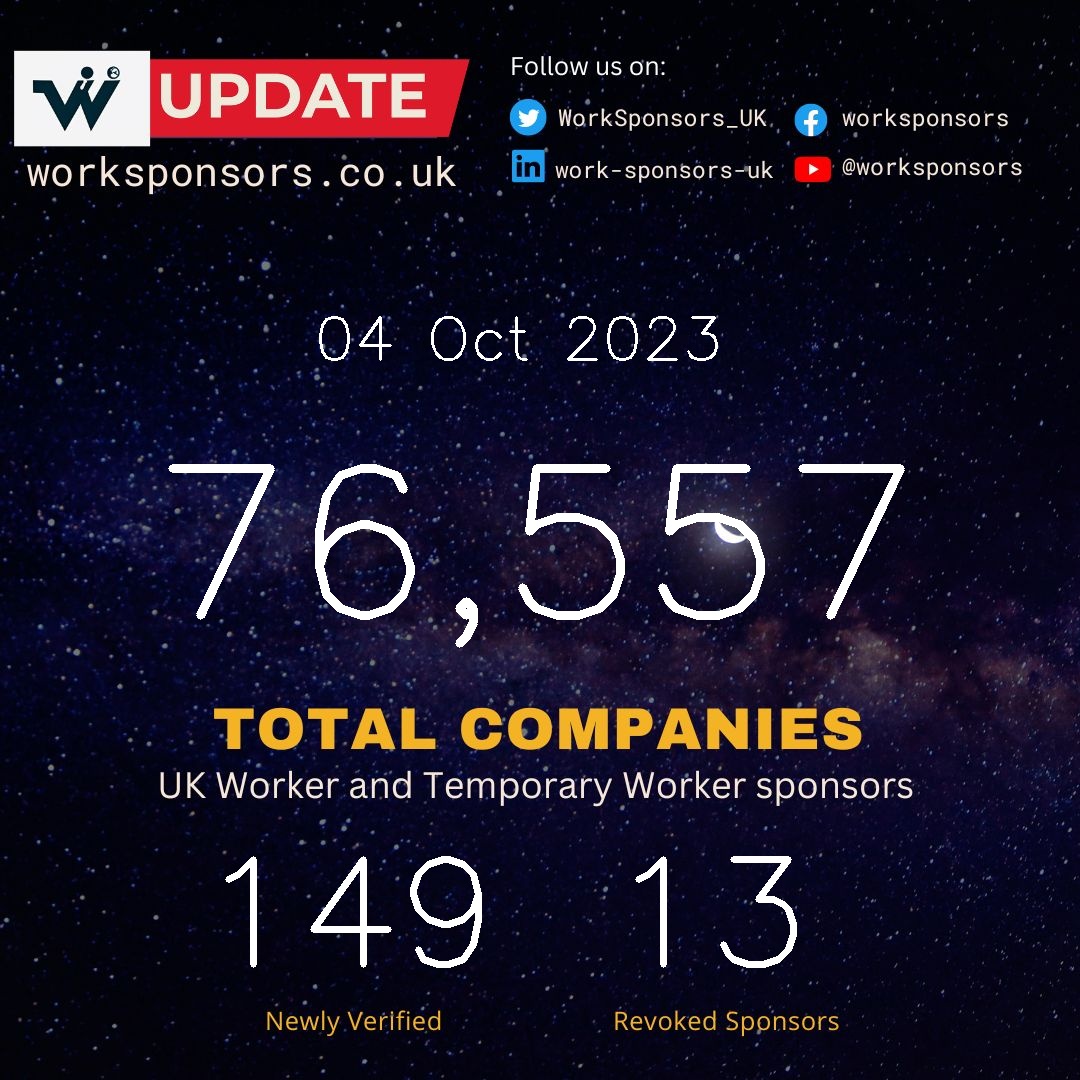 UPDATE
worksponsors.co.uk
Follow us on:
WorkSponsors_UK
worksponsors
work-sponsors-uk
@worksponsors
04 Oct 2023
76,557
TOTAL COMPANIES
UK Worker and Temporary Worker sponsors
149
13
Newly Verified
Revoked Sponsors